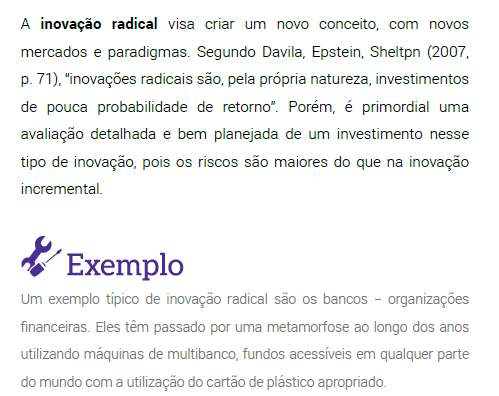 A inovação radical visa criar um novo conceito, com novos
mercados e paradigmas. Segundo Davila, Epstein, Sheltpn (2007,
p. 71), "inovações radicais são, pela própria natureza, investimentos
de pouca probabilidade de retorno". Porém, é primordial uma
avaliação detalhada e bem planejada de um investimento nesse
tipo de inovação, pois os riscos são maiores do que na inovação
incremental.
Exemplo
Um exemplo típico de inovação radical são os bancos – organizações
financeiras. Eles têm passado por uma metamorfose ao longo dos anos
utilizando máquinas de multibanco, fundos acessíveis em qualquer parte
do mundo com a utilização do cartão de plástico apropriado.